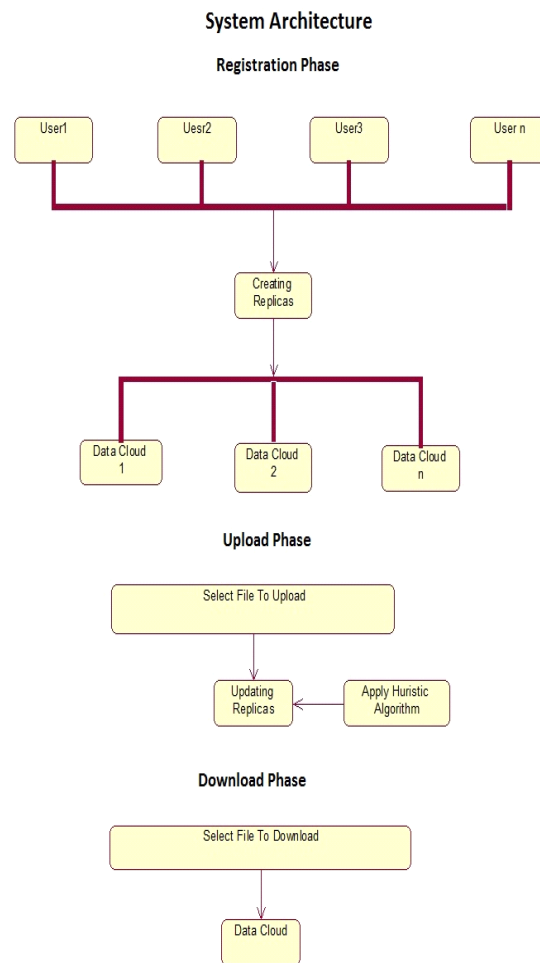 System Architecture
Registration Phase
User1
Uesr2
User3
User n
Creating
Replicas
Data Cloud
1
Data Cloud
2
Data Cloud
n
Upload Phase
Select File To Upload
Updating
Replicas
Apply Huristic
Algorithm
Download Phase
Select File To Download
Data Cloud